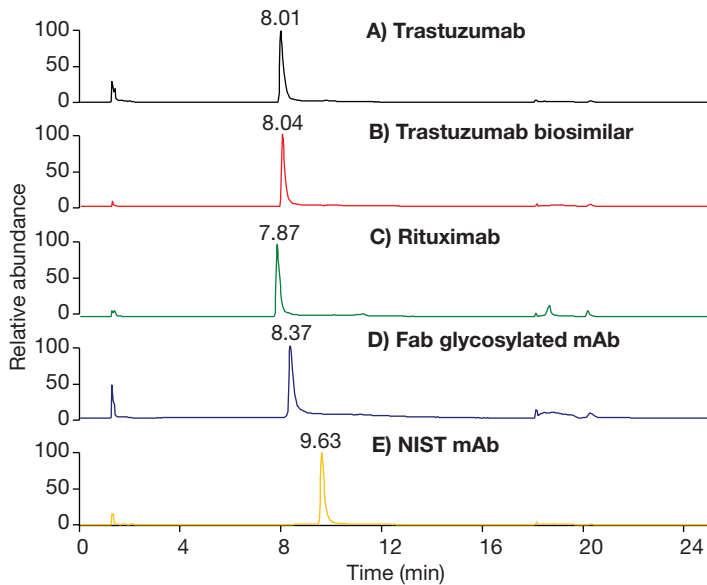 8.01
A) Trastuzumab
100
50
0
8.04
B) Trastuzumab biosimilar
100
50
0
7.87
C) Rituximab
100
50
0
8.37
D) Fab glycosylated mAb
100
50
0
9.63
E) NIST mAb
100
50
0
Relative abundance
0 4 8 12 16 20 24
Time (min)